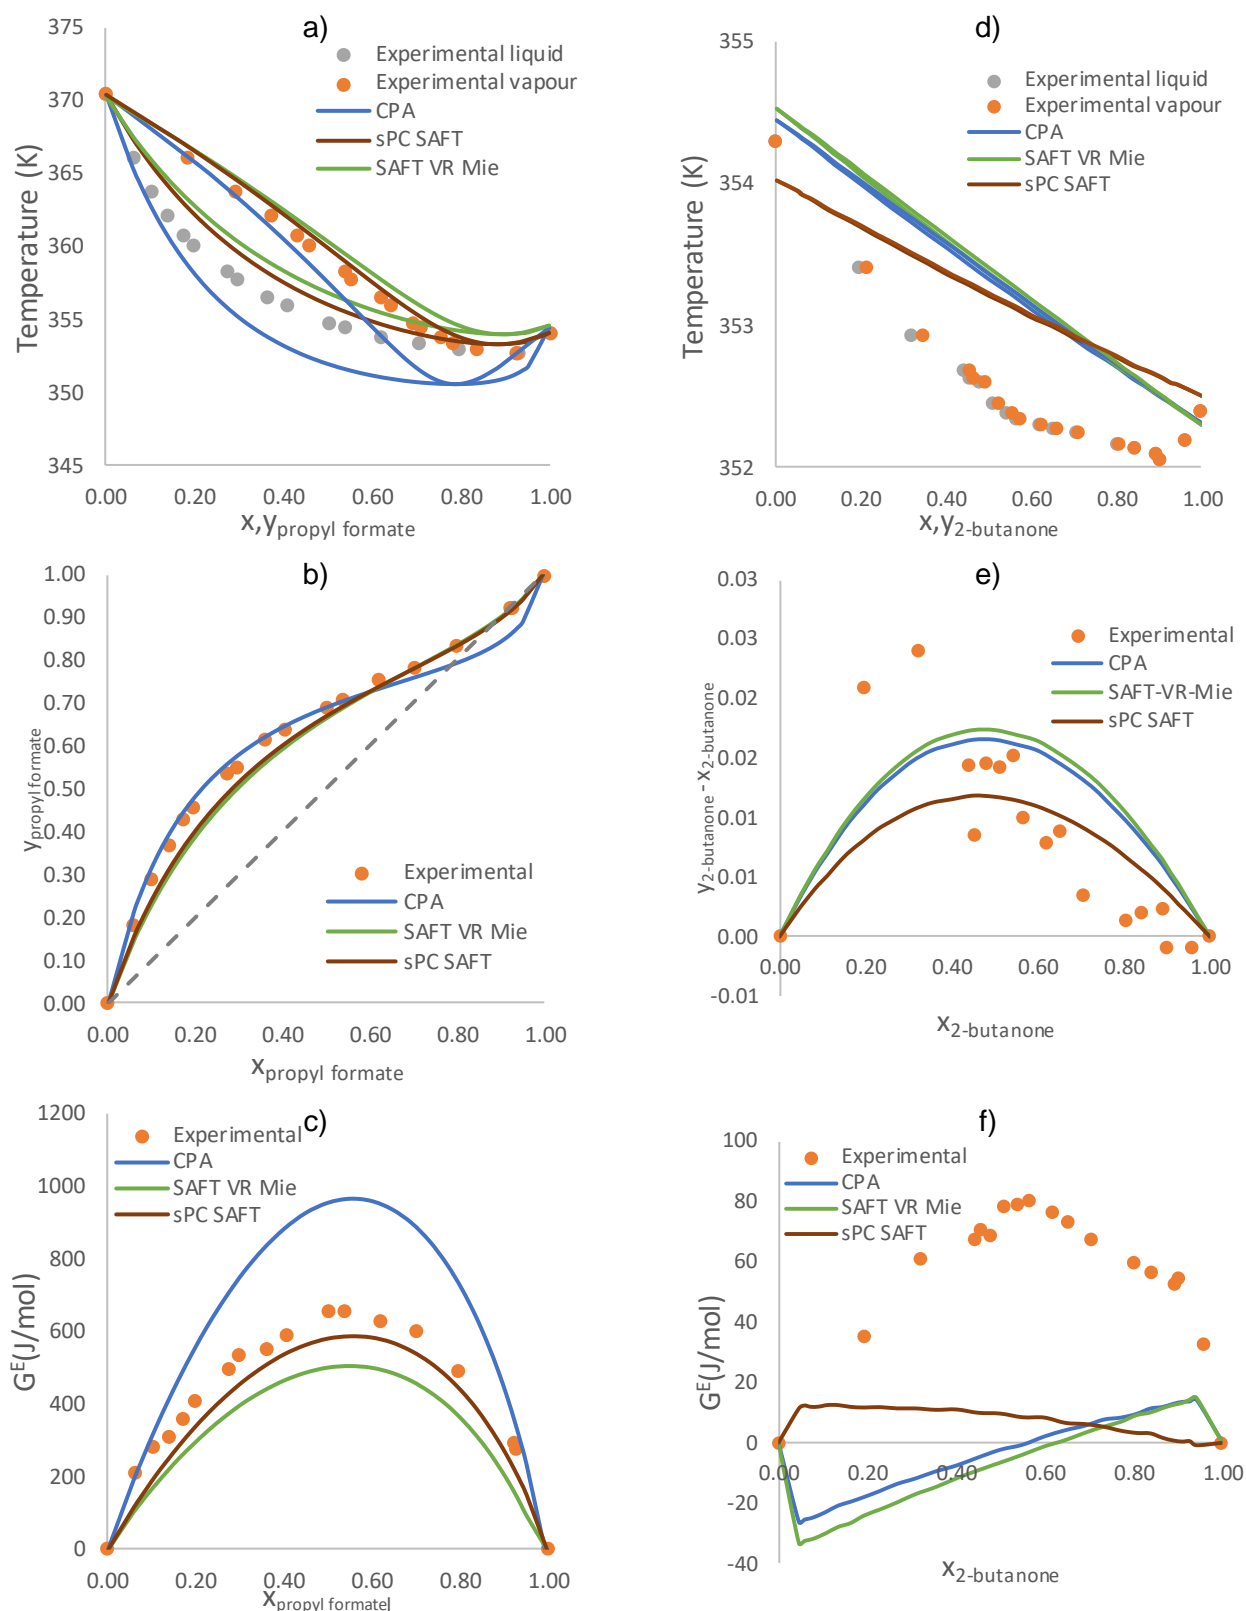 a)
375
370
365
360
355
350
345
Temperature (K)
Experimental liquid
Experimental vapour
CPA
sPC SAFT
SAFT VR Mie
0.00 0.20 0.40 0.60 0.80 1.00
x,ypropyl formate
d)
355
354
353
352
Temperature (K)
Experimental liquid
Experimental vapour
CPA
SAFT VR Mie
sPC SAFT
0.00 0.20 0.40 0.60 0.80 1.00
x,y2-butanone
b)
1.00
0.90
0.80
0.70
0.60
0.50
0.40
0.30
0.20
0.10
0.00
ypropyl formate
Experimental
CPA
SAFT VR Mie
sPC SAFT
0.00 0.20 0.40 0.60 0.80 1.00
xpropyl formate
e)
0.03
0.03
0.02
0.02
0.01
0.01
0.00
-0.01
y2-butanone - x2-butanone
Experimental
CPA
SAFT-VR-Mie
sPC SAFT
0.00 0.20 0.40 0.60 0.80 1.00
x2-butanone
c)
1200
1000
800
600
400
200
0
GE(J/mol)
Experimental
CPA
SAFT VR Mie
sPC SAFT
0.00 0.20 0.40 0.60 0.80 1.00
xpropyl formatel
f)
100
80
60
40
20
0
-20
-40
GE(J/mol)
Experimental
CPA
SAFT VR Mie
sPC SAFT
0.00 0.20 0.40 0.60 0.80 1.00
x2-butanone